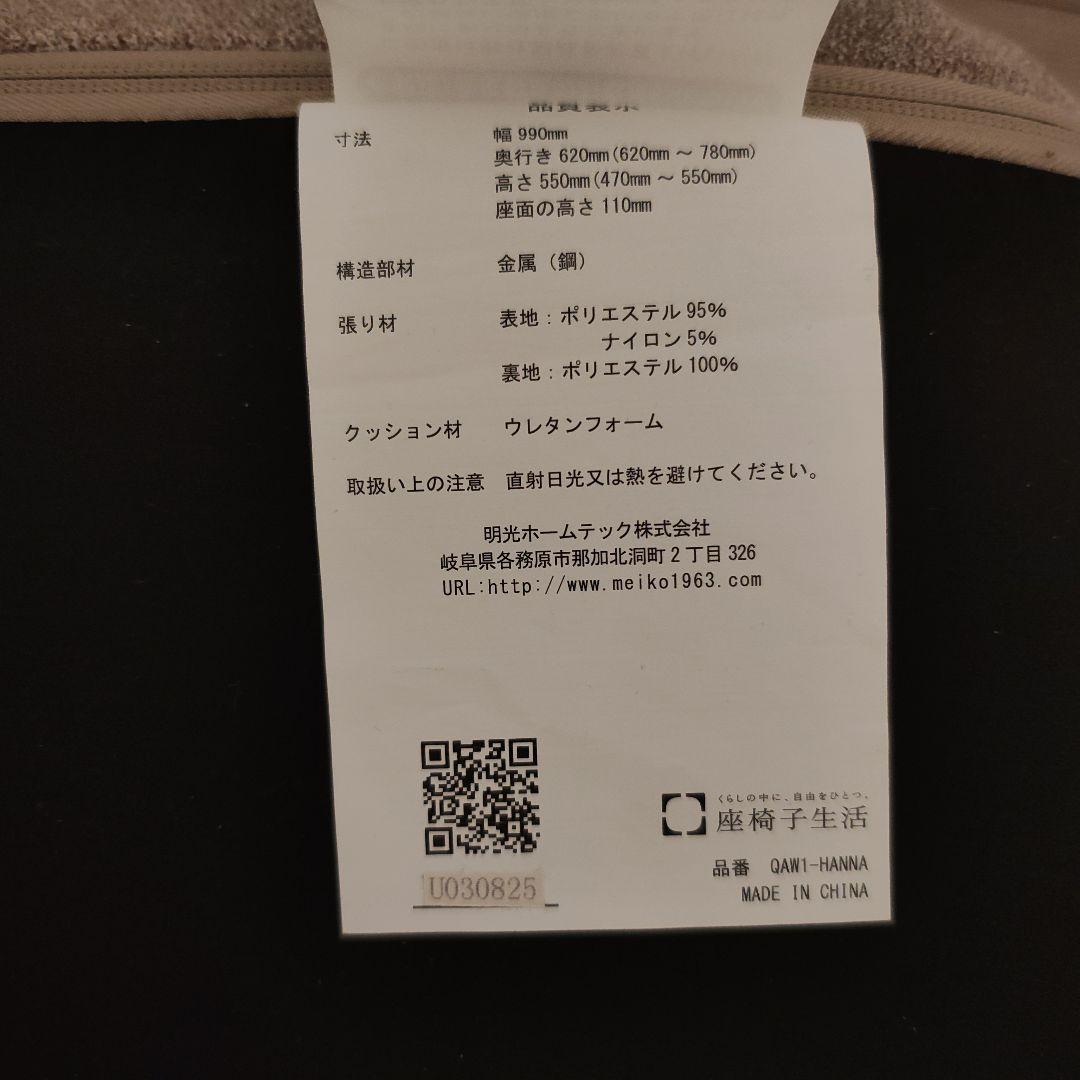 品質表示
寸法 幅 990mm
奥行き 620mm(620mm ~ 780mm)
高さ 550mm(470mm ~ 550mm)
座面の高さ 110mm
構造部材 金属（鋼）
張り材 表地：ポリエステル 95%
ナイロン 5%
裏地：ポリエステル 100%
クッション材 ウレタンフォーム
取扱い上の注意 直射日光又は熱を避けてください。
明光ホームテック株式会社
岐阜県各務原市那加北洞町２丁目 326
URL:http://www.meiko1963.com
くらしの中に、自由をひとつ。
座椅子生活
U030825
品番 QAW1-HANNA
MADE IN CHINA